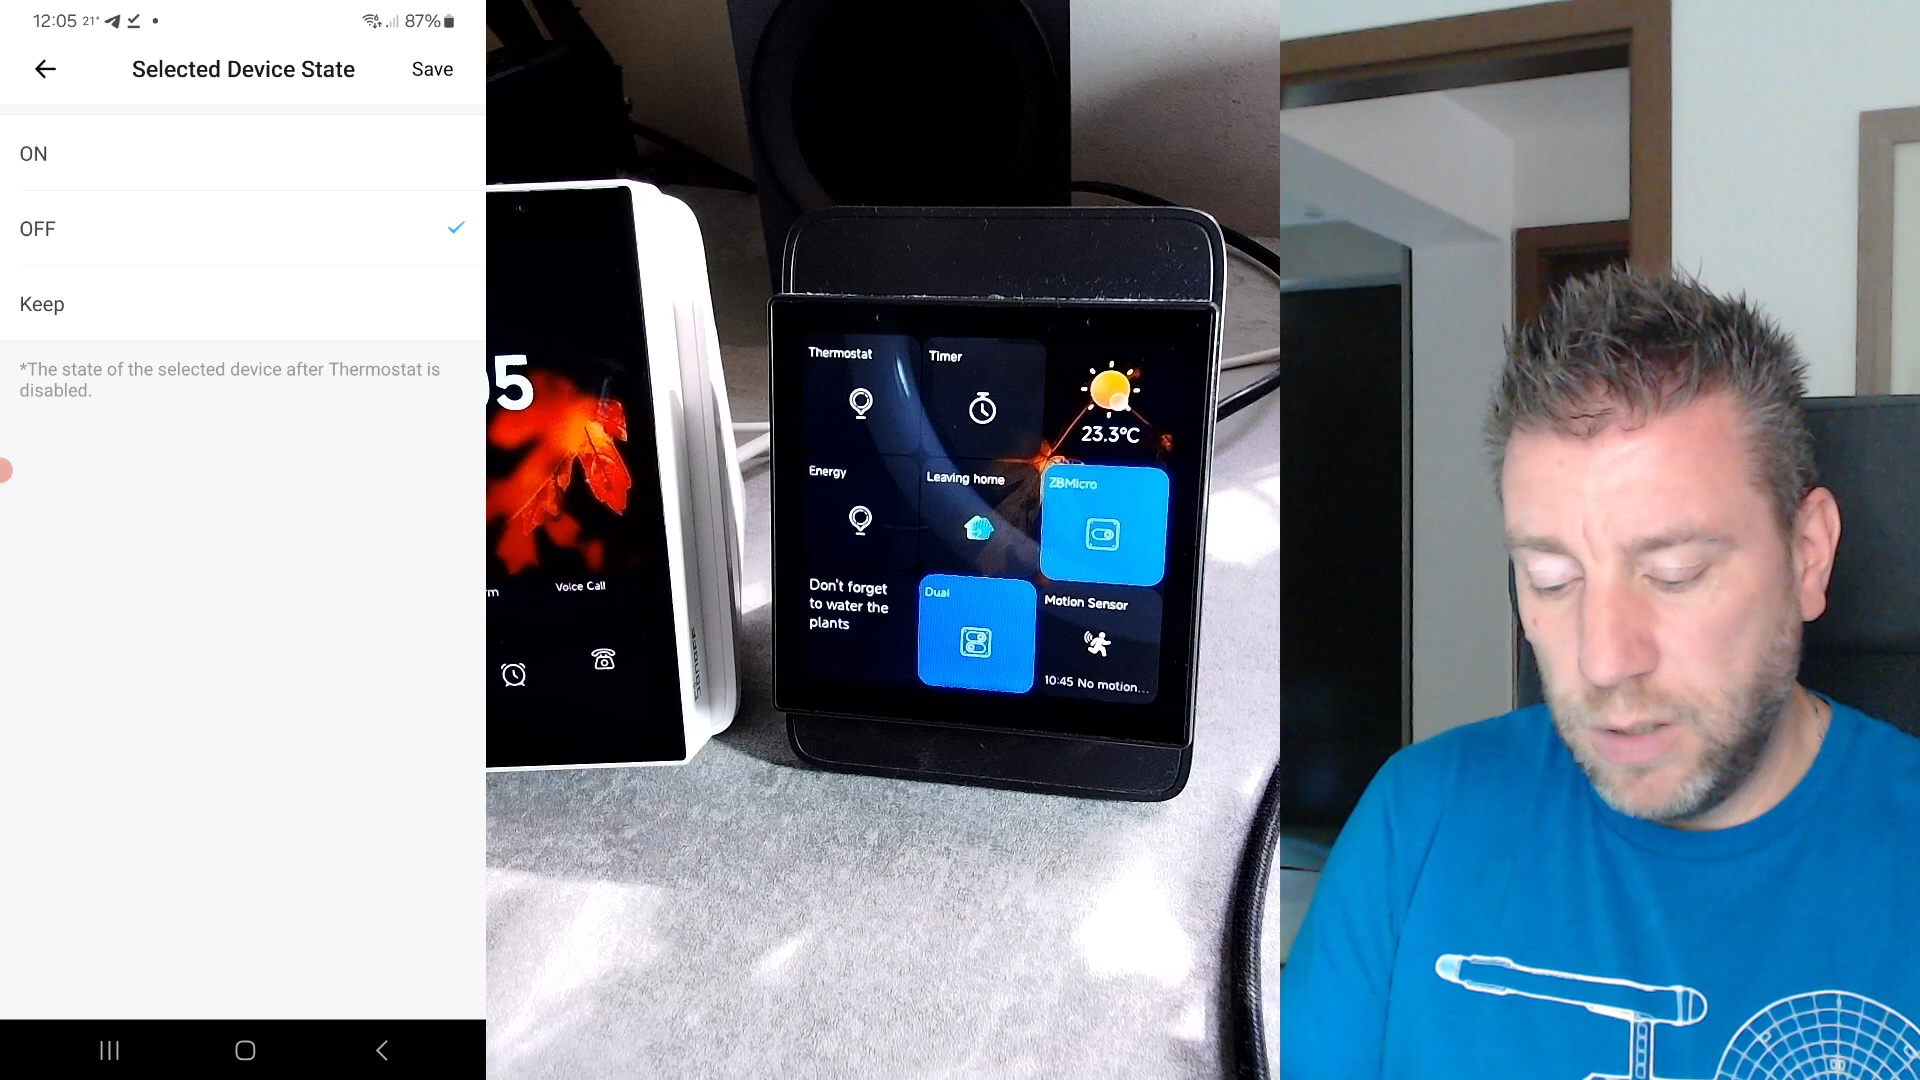 12:05 21° 87%
Selected Device State Save
ON
OFF
Keep
*The state of the selected device after Thermostat is
disabled.
05
Voice Call
Thermostat
Timer
23.3°C
Energy
Leaving home
ZBMicro
Don't forget
to water the
plants
Dual
Motion Sensor
10:45 No motion...